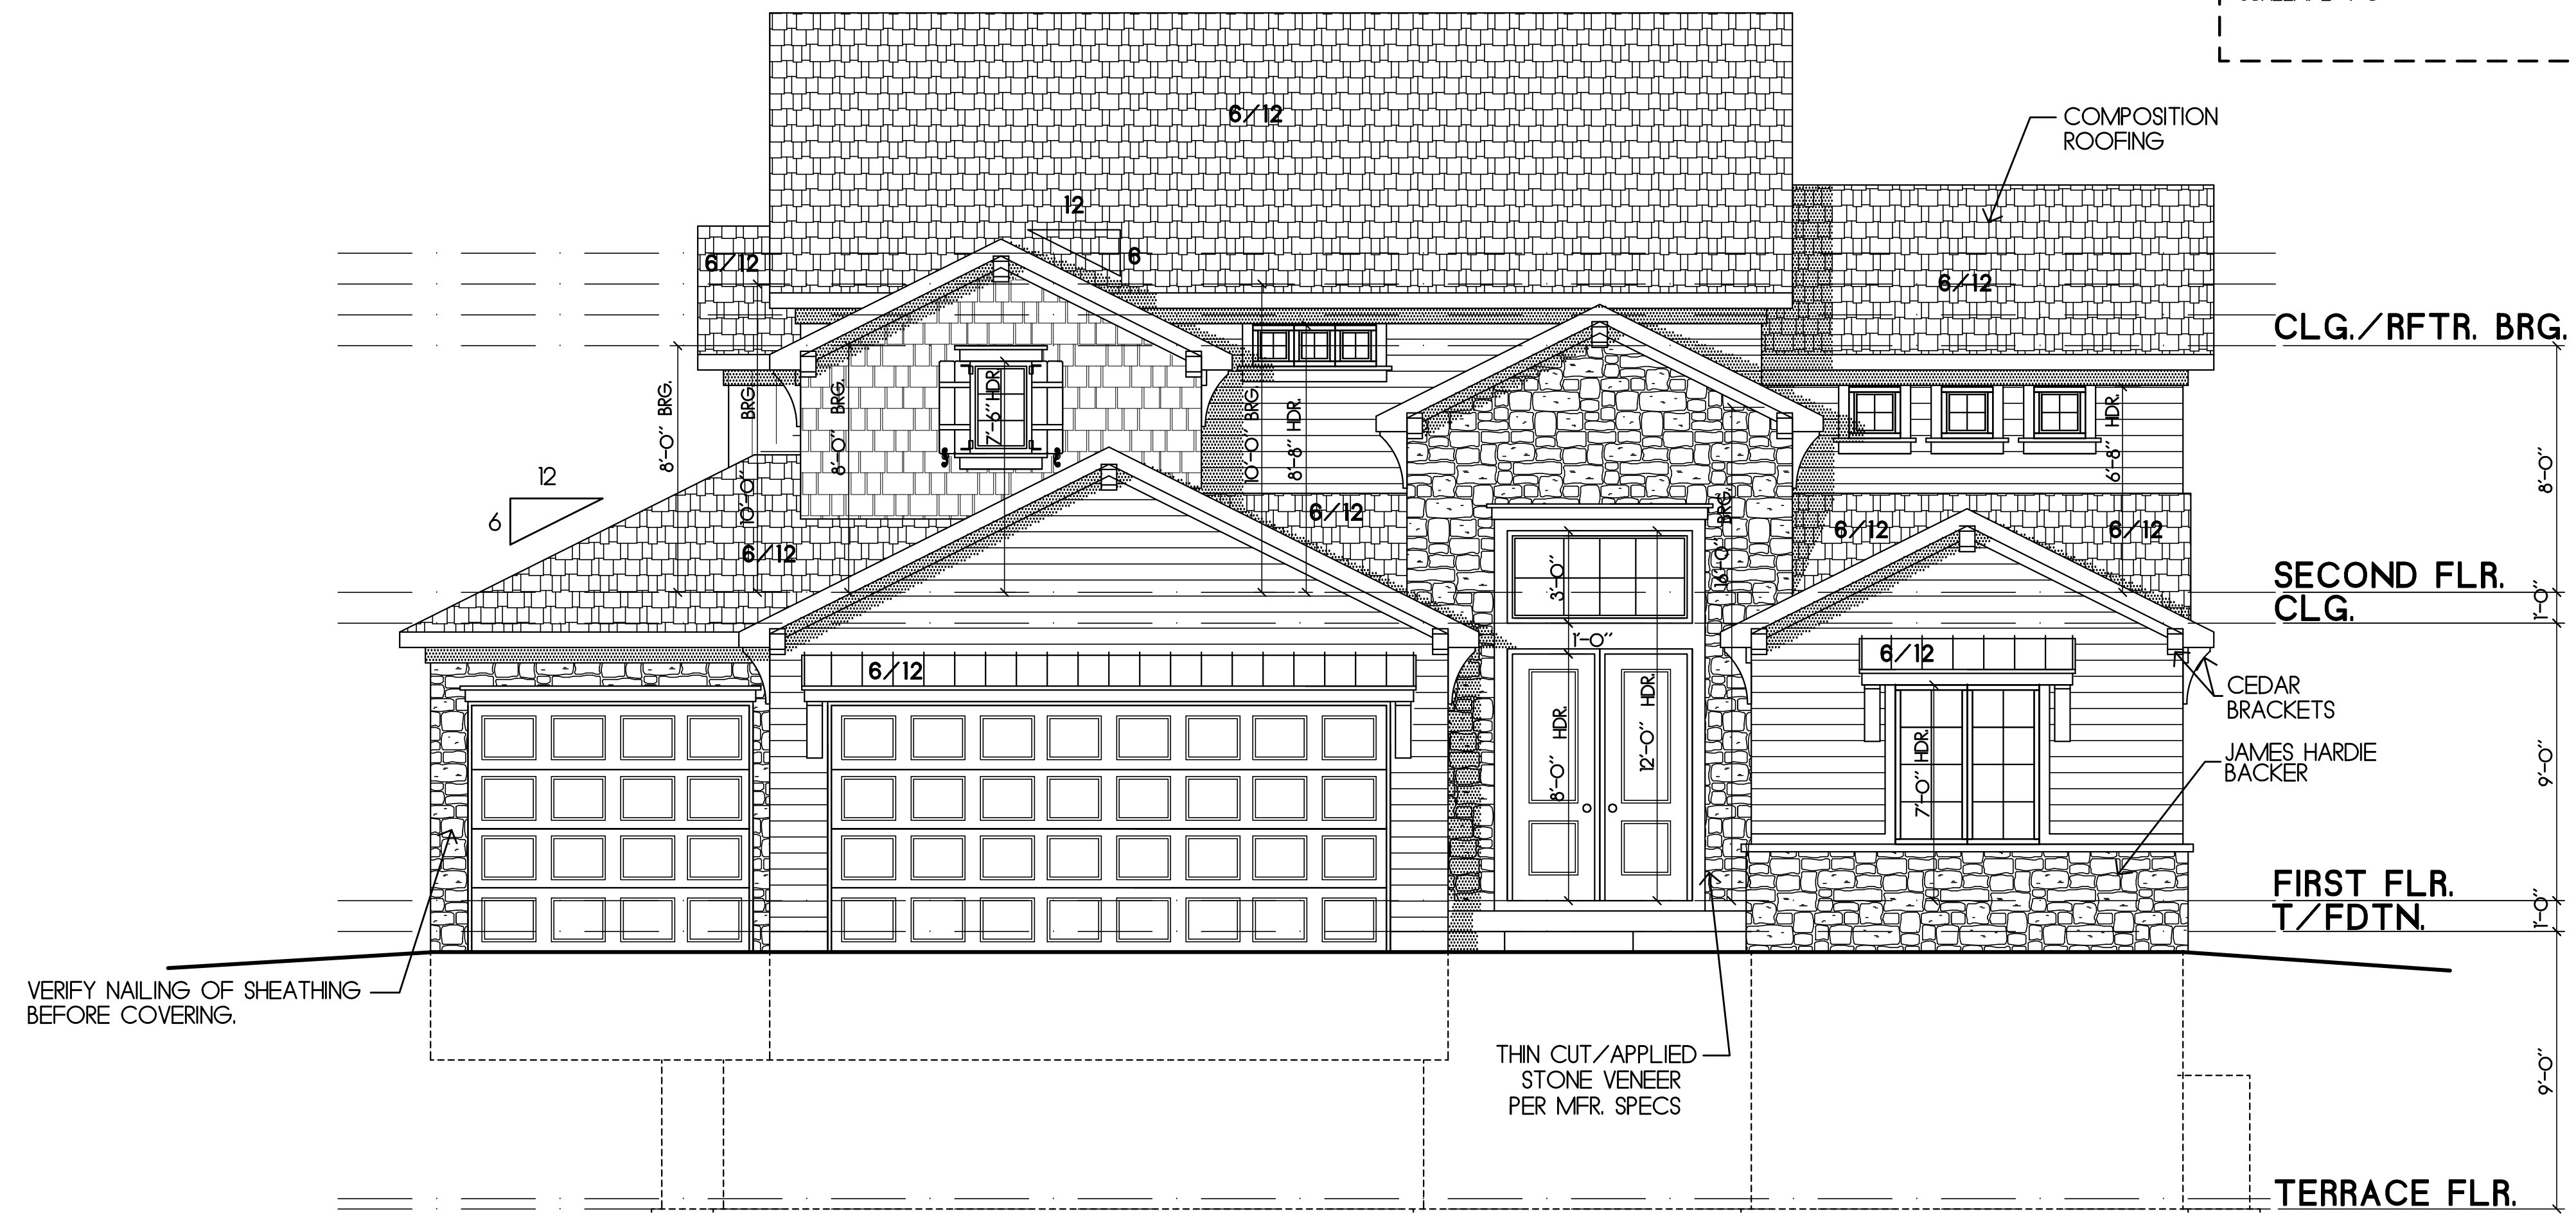 6/12
COMPOSITION
ROOFING
12
6
6/12
6/12
CLG./RFTR. BRG.
8'-0" BRG.
10'-0" BRG.
8'-0" BRG.
7'-6" HDR.
10'-0" BRG.
8'-8" HDR.
6'-8" HDR.
8'-0"
12
6
6/12
6/12
6/12
6/12
16'-0" BRG.
3'-0"
SECOND FLR.
CLG.
1'-0"
1'-0"
6/12
6/12
CEDAR
BRACKETS
JAMES HARDIE
BACKER
8'-0" HDR.
12'-0" HDR.
7'-0" HDR.
9'-0"
FIRST FLR.
T/FDTN.
1'-0"
VERIFY NAILING OF SHEATHING
BEFORE COVERING.
THIN CUT/APPLIED
STONE VENEER
PER MFR. SPECS
9'-0"
TERRACE FLR.